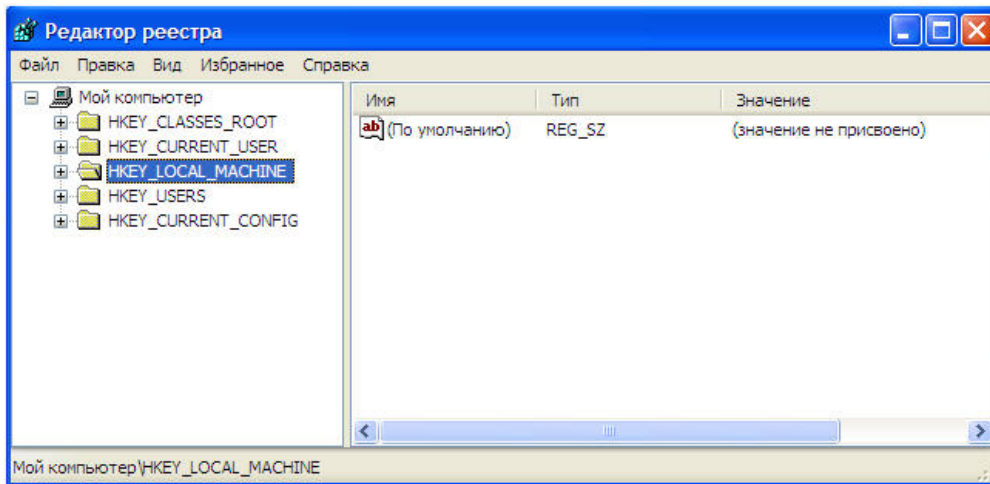 Редактор реестра
Файл Правка Вид Избранное Справка
Мой компьютер
HKEY_CLASSES_ROOT
HKEY_CURRENT_USER
HKEY_LOCAL_MACHINE
HKEY_USERS
HKEY_CURRENT_CONFIG
Имя Тип Значение
ab (По умолчанию) REG_SZ (значение не присвоено)
Мой компьютер\HKEY_LOCAL_MACHINE